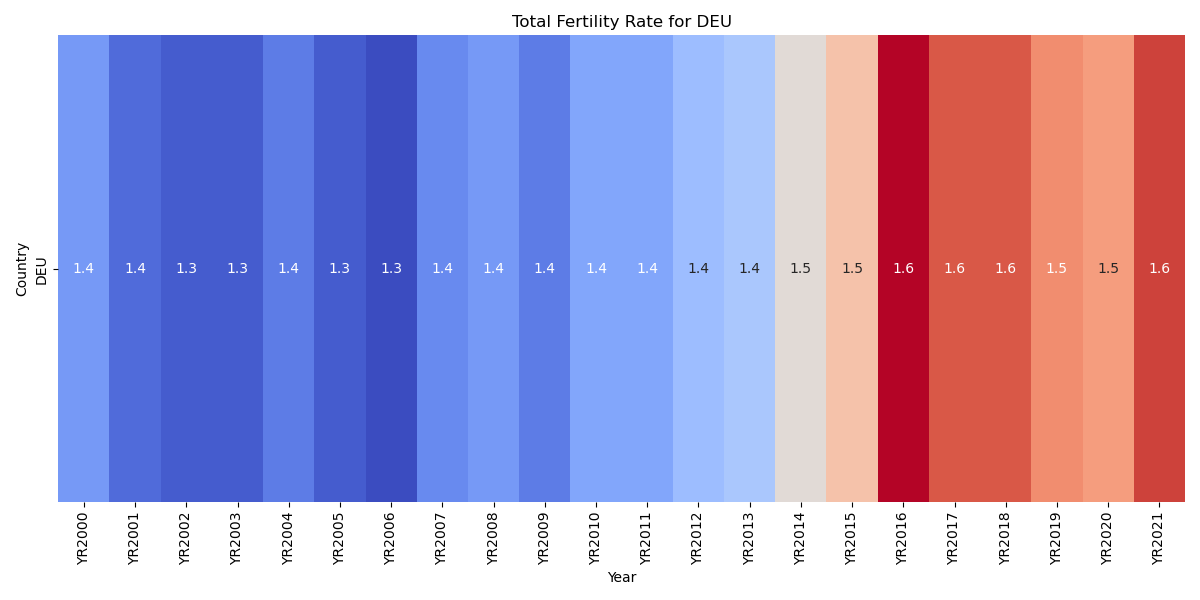 Total Fertility Rate for DEU
Country
DEU
1.4 1.4 1.3 1.3 1.4 1.3 1.3 1.4 1.4 1.4 1.4 1.4 1.4 1.4 1.5 1.5 1.6 1.6 1.6 1.5 1.5 1.6
YR2000 YR2001 YR2002 YR2003 YR2004 YR2005 YR2006 YR2007 YR2008 YR2009 YR2010 YR2011 YR2012 YR2013 YR2014 YR2015 YR2016 YR2017 YR2018 YR2019 YR2020 YR2021
Year